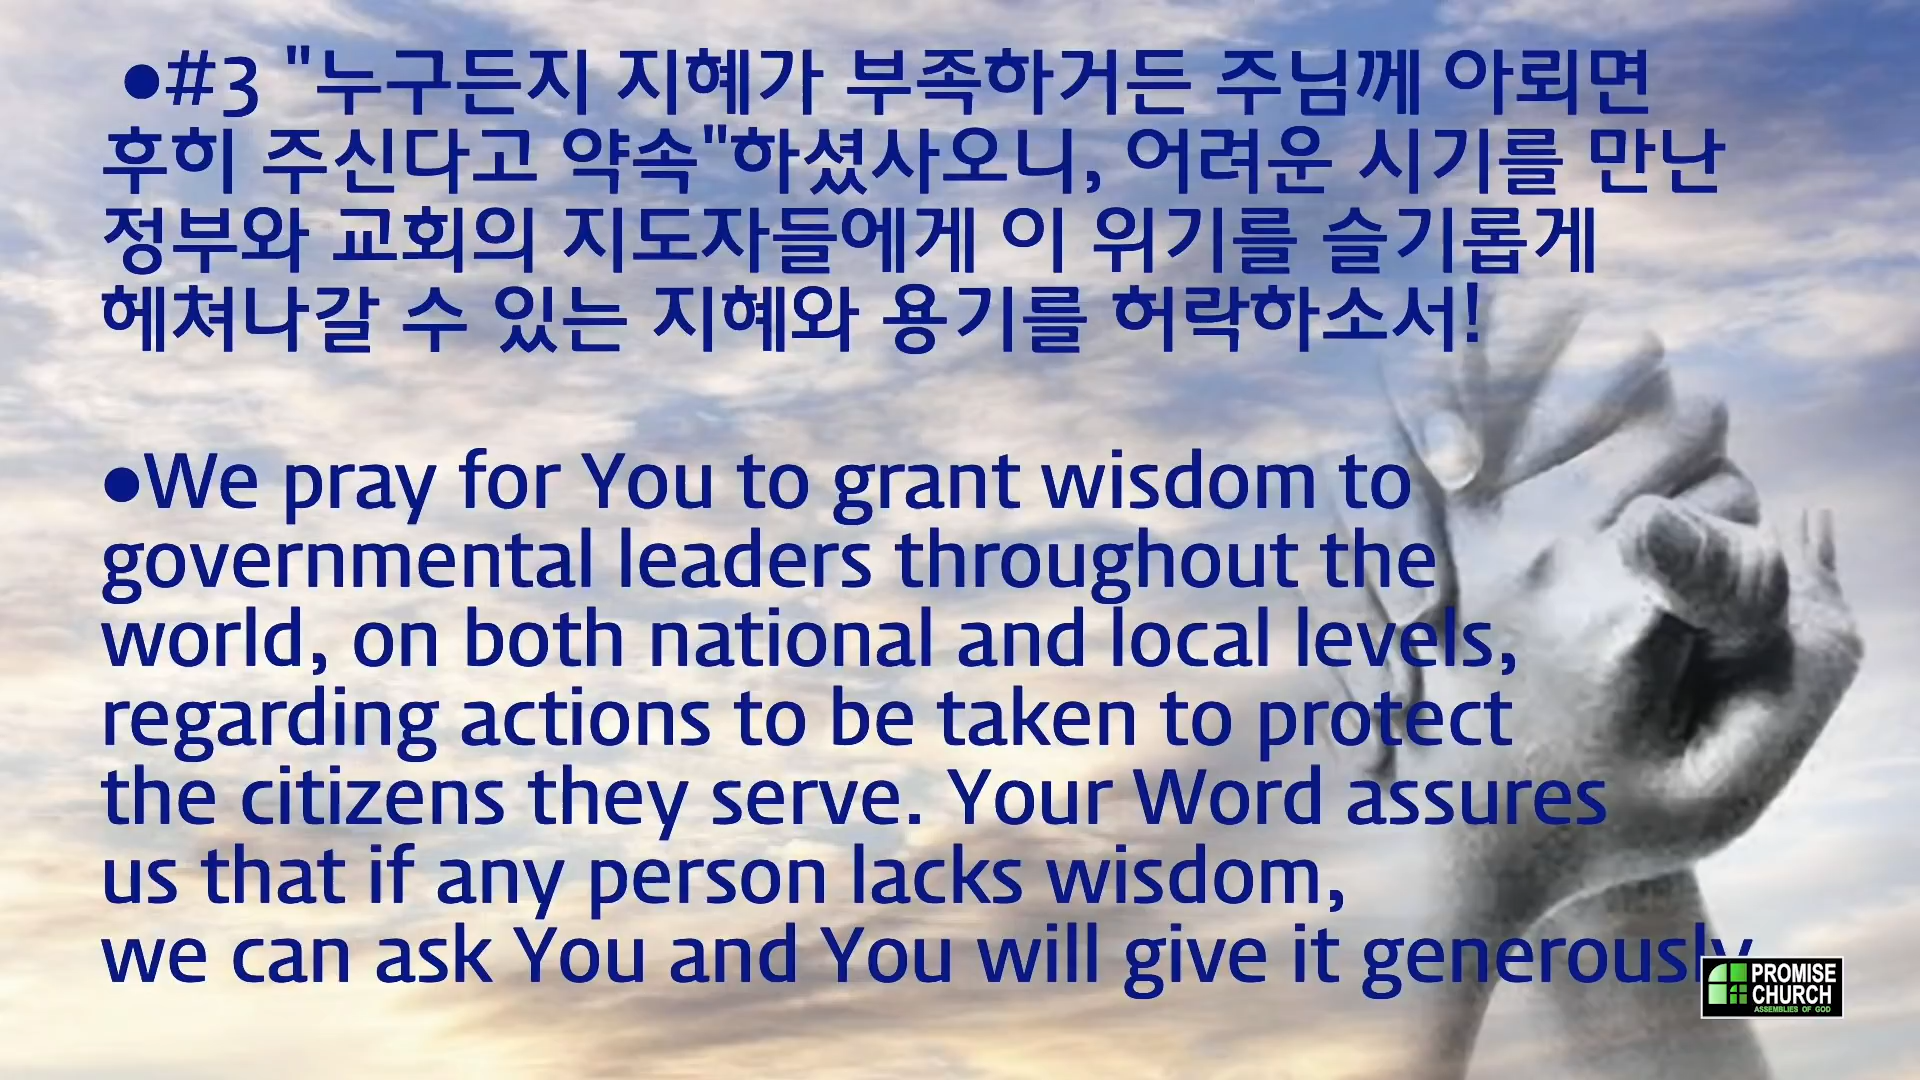 ●#3 "누구든지 지혜가 부족하거든 주님께 아뢰면
후히 주신다고 약속"하셨사오니, 어려운 시기를 만난
정부와 교회의 지도자들에게 이 위기를 슬기롭게
헤쳐나갈 수 있는 지혜와 용기를 허락하소서!
●We pray for You to grant wisdom to
governmental leaders throughout the
world, on both national and local levels,
regarding actions to be taken to protect
the citizens they serve. Your Word assures
us that if any person lacks wisdom,
we can ask You and You will give it generously
PROMISE
CHURCH
ASSEMBLIES OF GOD